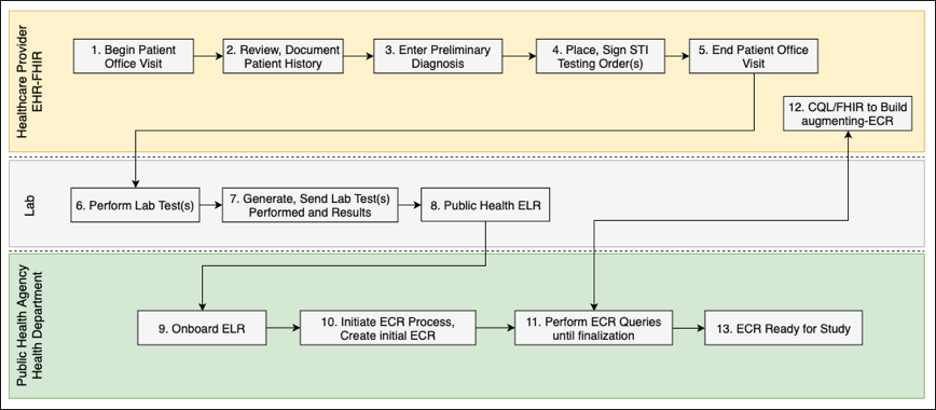 Healthcare Provider
EHR-FHIR
1. Begin Patient
Office Visit
2. Review, Document
Patient History
3. Enter Preliminary
Diagnosis
4. Place, Sign STI
Testing Order(s)
5. End Patient Office
Visit
12. CQL/FHIR to Build
augmenting-ECR
Lab
6. Perform Lab Test(s)
7. Generate, Send Lab Test(s)
Performed and Results
8. Public Health ELR
Public Health Agency
Health Department
9. Onboard ELR
10. Initiate ECR Process,
Create initial ECR
11. Perform ECR Queries
until finalization
13. ECR Ready for Study